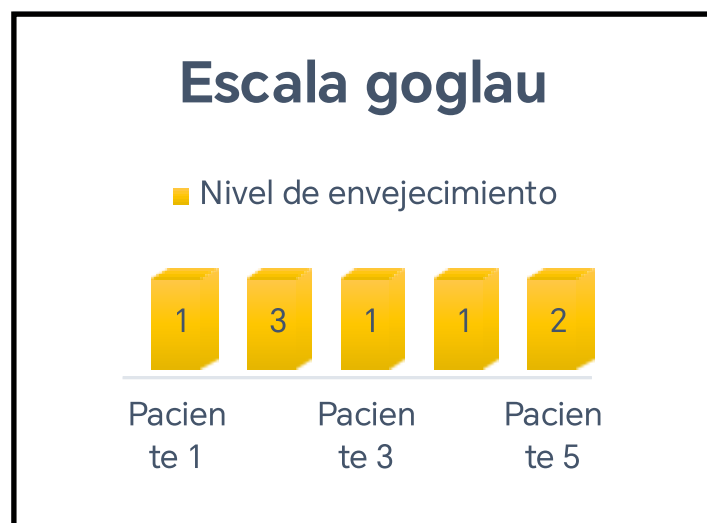 Escala goglau
Nivel de envejecimiento
1 3 1 1 2
Pacien Pacien Pacien
te 1 te 3 te 5